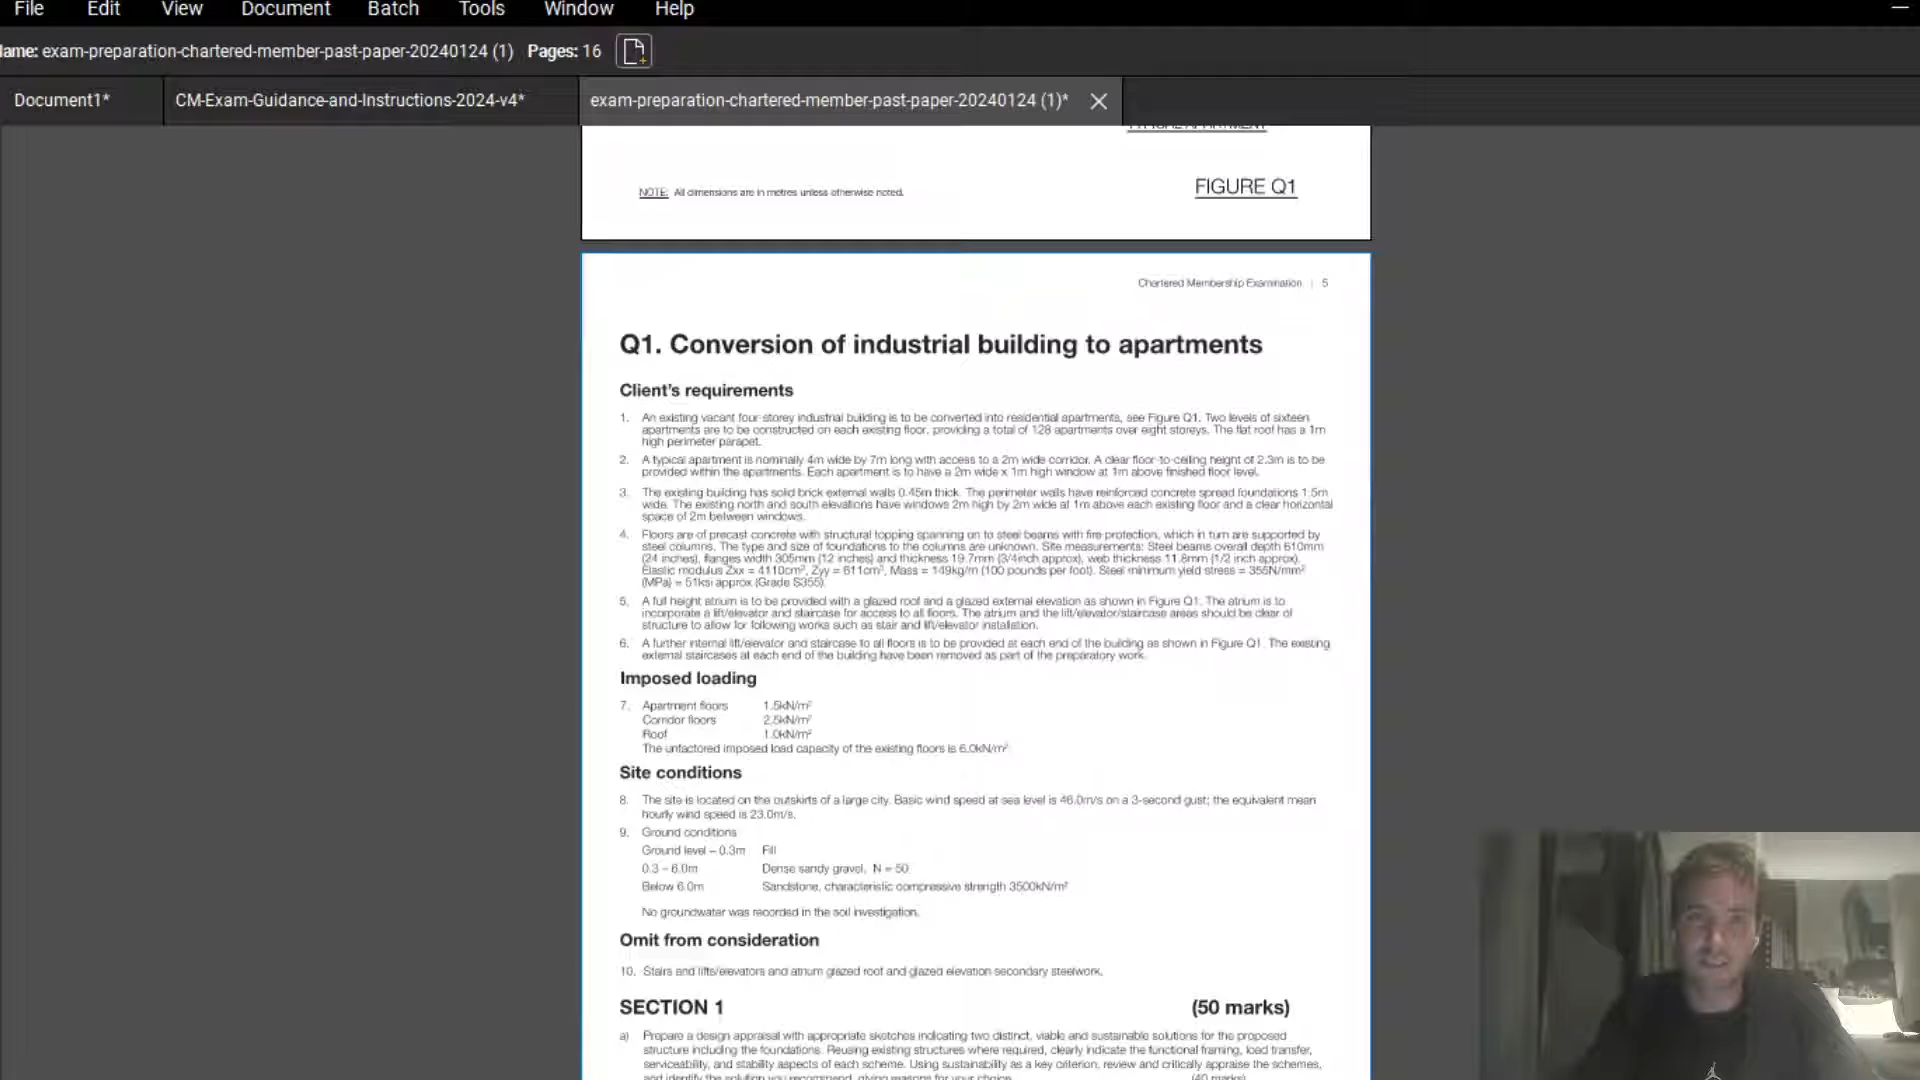 File Edit View Document Batch Tools Window Help
lame: exam-preparation-chartered-member-past-paper-20240124 (1) Pages: 16
Document1* CM-Exam-Guidance-and-Instructions-2024-v4* exam-preparation-chartered-member-past-paper-20240124 (1)*
TYPICAL APARTMENT
FIGURE Q1
NOTE: All dimensions are in metres unless otherwise noted.
Chartered Membership Examination | 5
Q1. Conversion of industrial building to apartments
Client's requirements
1. An existing vacant four-storey industrial building is to be converted into residential apartments, see Figure Q1. Two levels of sixteen
apartments are to be constructed on each existing floor, providing a total of 128 apartments over eight storeys. The flat roof has a 1m
high perimeter parapet.
2. A typical apartment is nominally 4m wide by 7m long with access to a 2m wide corridor. A clear floor-to-ceiling height of 2.3m is to be
provided within the apartments. Each apartment is to have a 2m wide x 1m high window at 1m above finished floor level.
3. The existing building has solid brick external walls 0.45m thick. The perimeter walls have reinforced concrete spread foundations 1.5m
wide. The existing north and south elevations have windows 2m high by 2m wide at 1m above each existing floor and a clear horizontal
space of 2m between windows.
4. Floors are of precast concrete with structural topping spanning on to steel beams with fire protection, which in turn are supported by
steel columns. The type and size of foundations to the columns are unknown. Site measurements: Steel beams overall depth 610mm
(24 inches), flanges width 305mm (12 inches) and thickness 19.7mm (3/4inch approx), web thickness 11.8mm (1/2 inch approx).
Elastic modulus Zxx = 4110cm³, Zyy = 611cm³, Mass = 149kg/m (100 pounds per foot). Steel minimum yield stress = 355N/mm²
(MPa) = 51ksi approx (Grade S355).
5. A full height atrium is to be provided with a glazed roof and a glazed external elevation as shown in Figure Q1. The atrium is to
incorporate a lift/elevator and staircase for access to all floors. The atrium and the lift/elevator/staircase areas should be clear of
structure to allow for following works such as stair and lift/elevator installation.
6. A further internal lift/elevator and staircase to all floors is to be provided at each end of the building as shown in Figure Q1. The existing
external staircases at each end of the building have been removed as part of the preparatory work.
Imposed loading
7. Apartment floors 1.5kN/m²
Corridor floors 2.5kN/m²
Roof 1.0kN/m²
The unfactored imposed load capacity of the existing floors is 6.0kN/m²
Site conditions
8. The site is located on the outskirts of a large city. Basic wind speed at sea level is 46.0m/s on a 3-second gust; the equivalent mean
hourly wind speed is 23.0m/s.
9. Ground conditions
Ground level – 0.3m Fill
0.3 – 6.0m Dense sandy gravel, N = 50
Below 6.0m Sandstone, characteristic compressive strength 3500kN/m²
No groundwater was recorded in the soil investigation.
Omit from consideration
10. Stairs and lifts/elevators and atrium glazed roof and glazed elevation secondary steelwork.
SECTION 1 (50 marks)
a) Prepare a design appraisal with appropriate sketches indicating two distinct, viable and sustainable solutions for the proposed
structure including the foundations. Reusing existing structures where required, clearly indicate the functional framing, load transfer,
serviceability, and stability aspects of each scheme. Using sustainability as a key criterion, review and critically appraise the schemes,
and identify the solution you recommend, giving reasons for your choice. (40 marks)